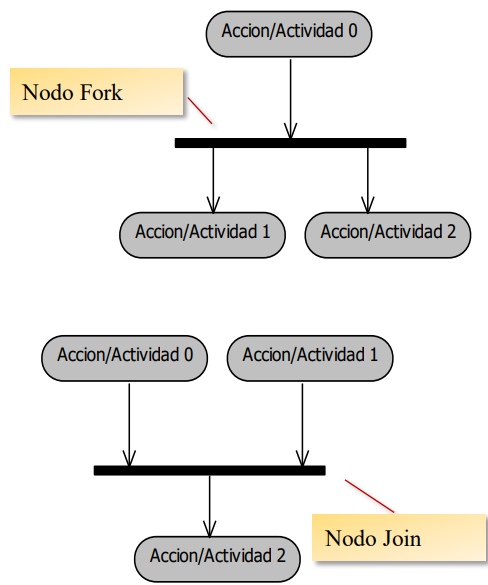 Accion/Actividad 0
Nodo Fork
Accion/Actividad 1
Accion/Actividad 2
Accion/Actividad 0
Accion/Actividad 1
Nodo Join
Accion/Actividad 2